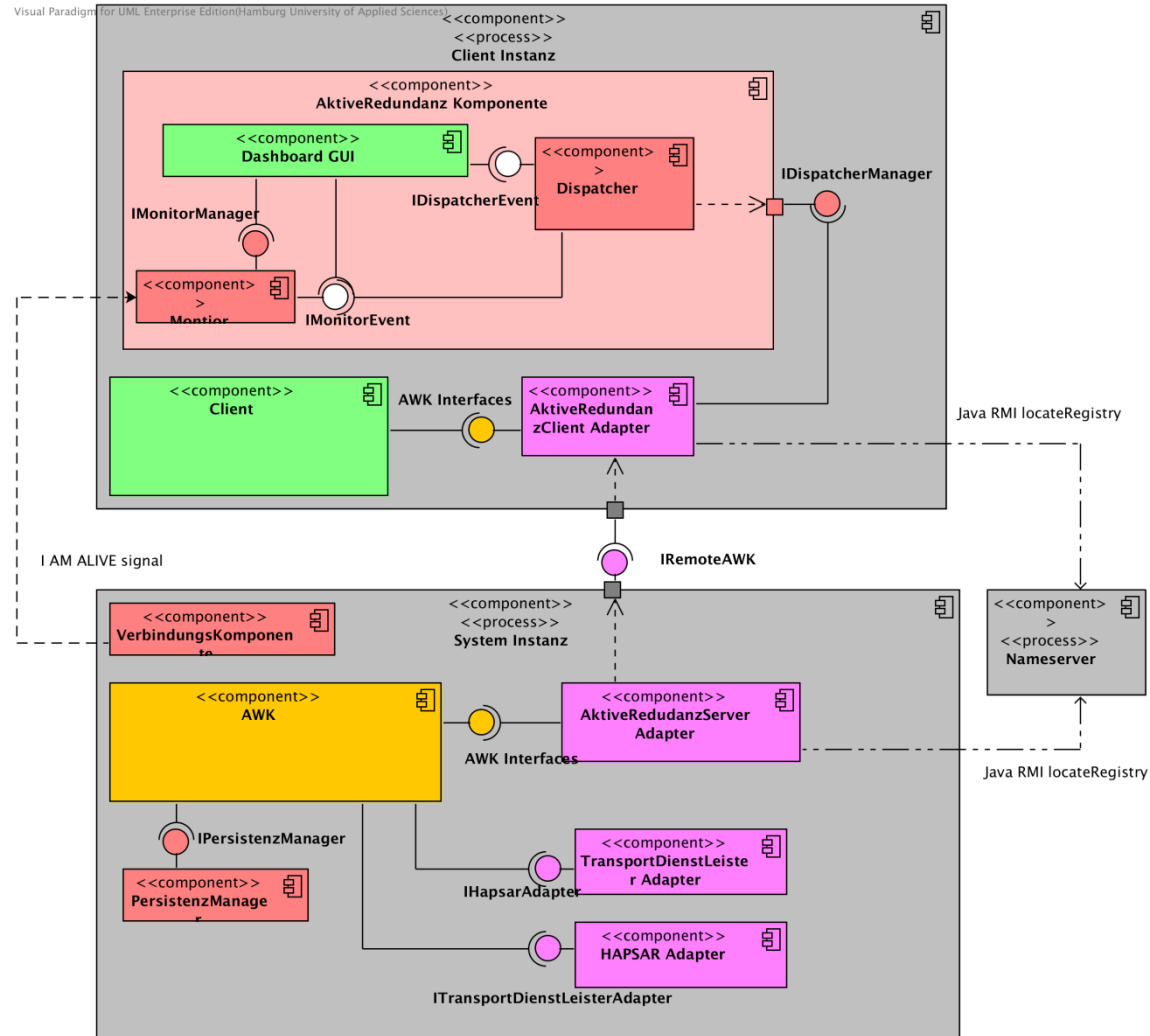 Visual Paradigm for UML Enterprise Edition(Hamburg University of Applied Sciences)
<<component>>
<<process>>
Client Instanz
<<component>>
AktiveRedundanz Komponente
<<component>>
Dashboard GUI
<<component>
>
Dispatcher
IDispatcherEvent
IDispatcherManager
IMonitorManager
<<component>
>
Montior
IMonitorEvent
<<component>>
Client
AWK Interfaces
<<component>>
AktiveRedundan
zClient Adapter
Java RMI locateRegistry
I AM ALIVE signal
IRemoteAWK
<<component>>
<<process>>
System Instanz
<<component>>
VerbindungsKomponen
te
<<component>
>
<<process>>
Nameserver
<<component>>
AWK
AWK Interfaces
<<component>>
AktiveRedudanzServer
Adapter
Java RMI locateRegistry
IPersistenzManager
<<component>>
PersistenzManage
r
IHapsarAdapter
<<component>>
TransportDienstLeiste
r Adapter
<<component>>
HAPSAR Adapter
ITransportDienstLeisterAdapter